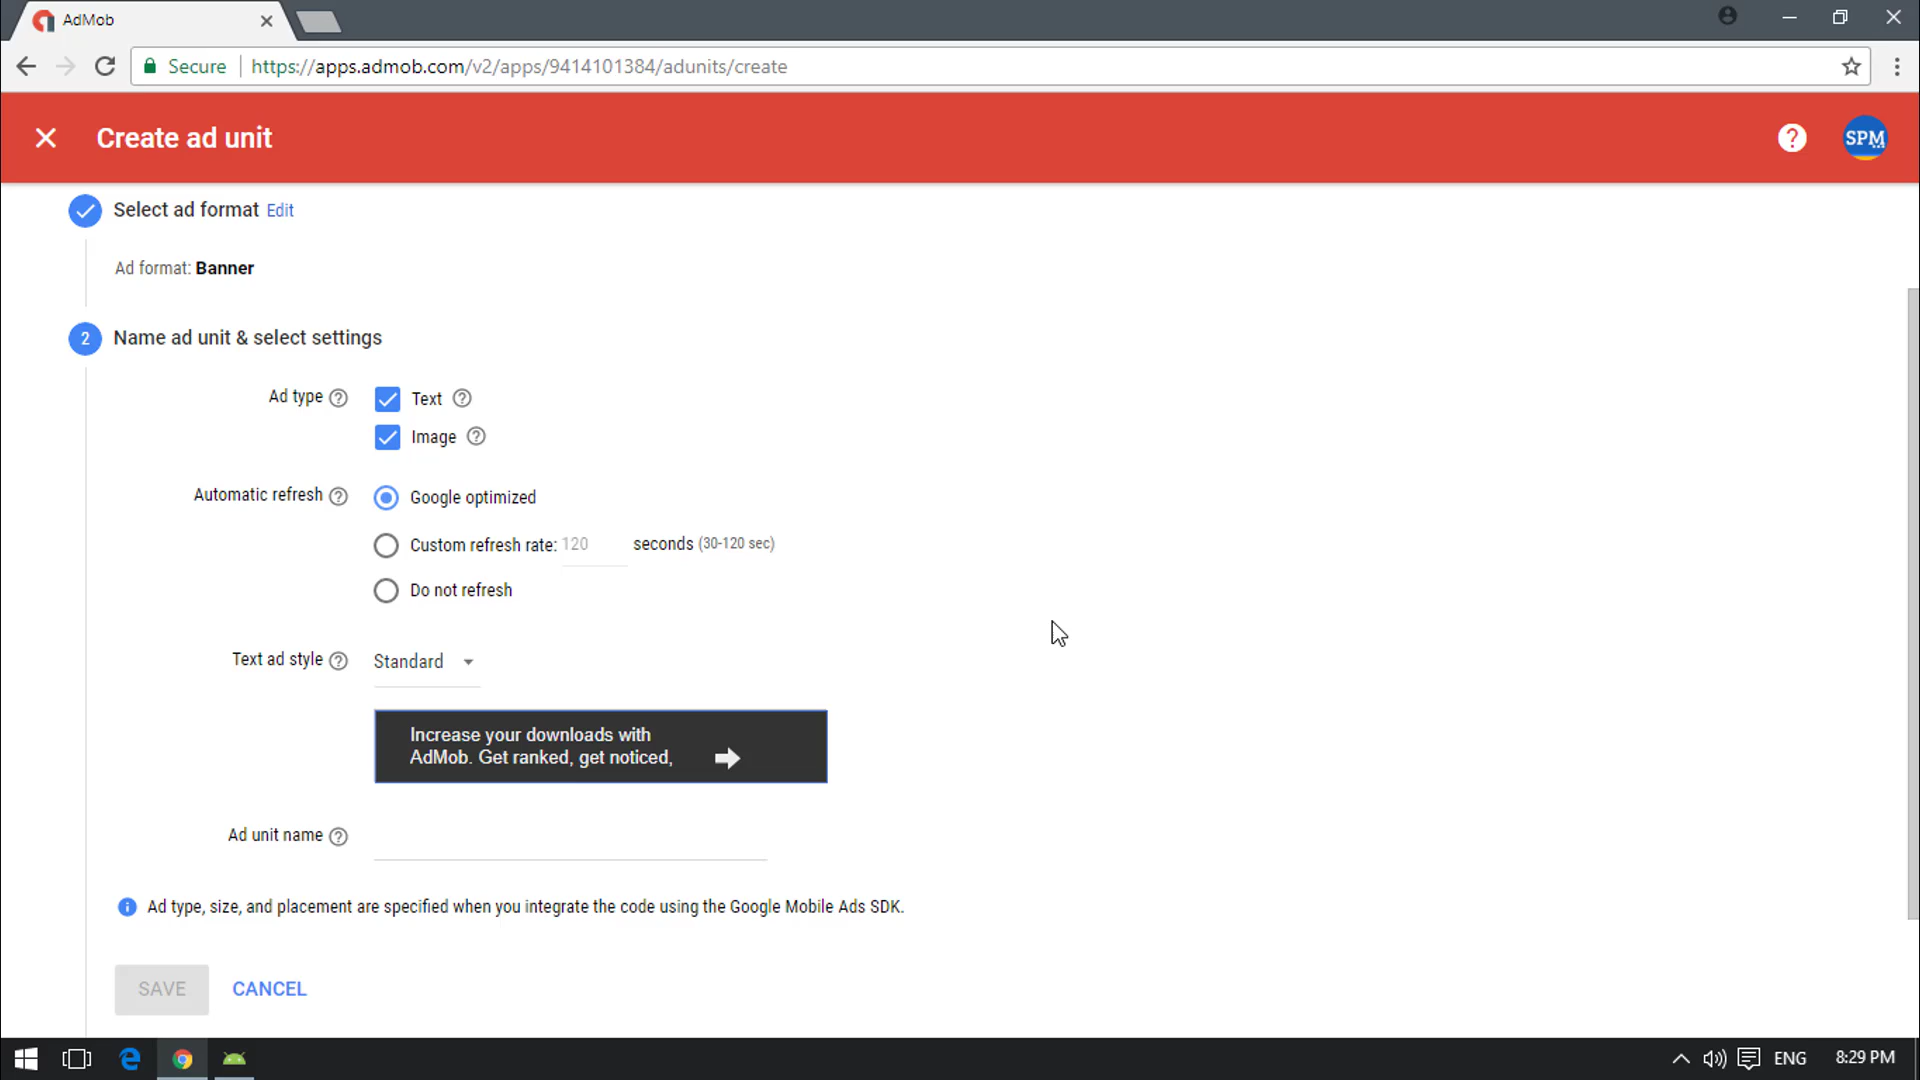 AdMob
Secure
https://apps.admob.com/v2/apps/9414101384/adunits/create
Create ad unit
?
SPM
Select ad format Edit
Ad format: Banner
2 Name ad unit & select settings
Ad type ? Text ?
Image ?
Automatic refresh ? Google optimized
Custom refresh rate: 120 seconds (30-120 sec)
Do not refresh
Text ad style ? Standard
Increase your downloads with
AdMob. Get ranked, get noticed,
Ad unit name ?
Ad type, size, and placement are specified when you integrate the code using the Google Mobile Ads SDK.
SAVE CANCEL
ENG 8:29 PM